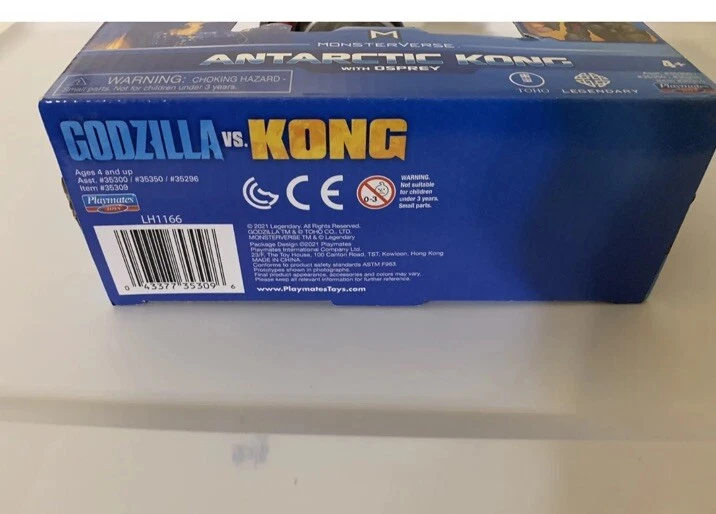 MONSTERVERSE
ANTARCTIC KONG
WITH OSPREY
4+
WARNING: CHOKING HAZARD -
Small parts. Not for children under 3 years.
TOHO LEGENDARY
Playmates
GODZILLA VS. KONG
Ages 4 and up
Asst. #35300 / #35350 / #35296
Item #35309
Playmates
TOYS
LH1166
0 43377 35309 6
CE
0-3
WARNING.
Not suitable
for children
under 3 years.
Small parts.
© 2021 Legendary. All Rights Reserved.
GODZILLA TM & © TOHO CO., LTD.
MONSTERVERSE TM & © Legendary
Package Design ©2021 Playmates
Playmates International Company Ltd.
23/F, The Toy House, 100 Canton Road, TST, Kowloon, Hong Kong
MADE IN CHINA.
Conforms to product safety standards ASTM F963.
Prototypes shown in photographs.
Final product appearance, accessories and colors may vary.
Please keep all relevant information for further reference.
www.PlaymatesToys.com